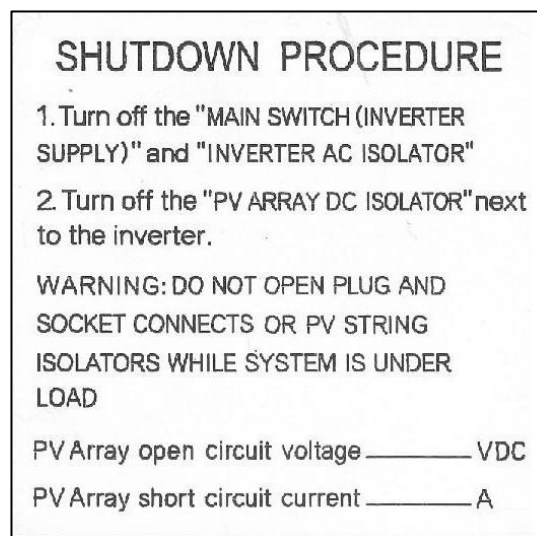 SHUTDOWN PROCEDURE
1. Turn off the "MAIN SWITCH (INVERTER
SUPPLY)" and "INVERTER AC ISOLATOR"
2. Turn off the "PV ARRAY DC ISOLATOR" next
to the inverter.
WARNING: DO NOT OPEN PLUG AND
SOCKET CONNECTS OR PV STRING
ISOLATORS WHILE SYSTEM IS UNDER
LOAD
PV Array open circuit voltage ________ VDC
PV Array short circuit current ________ A